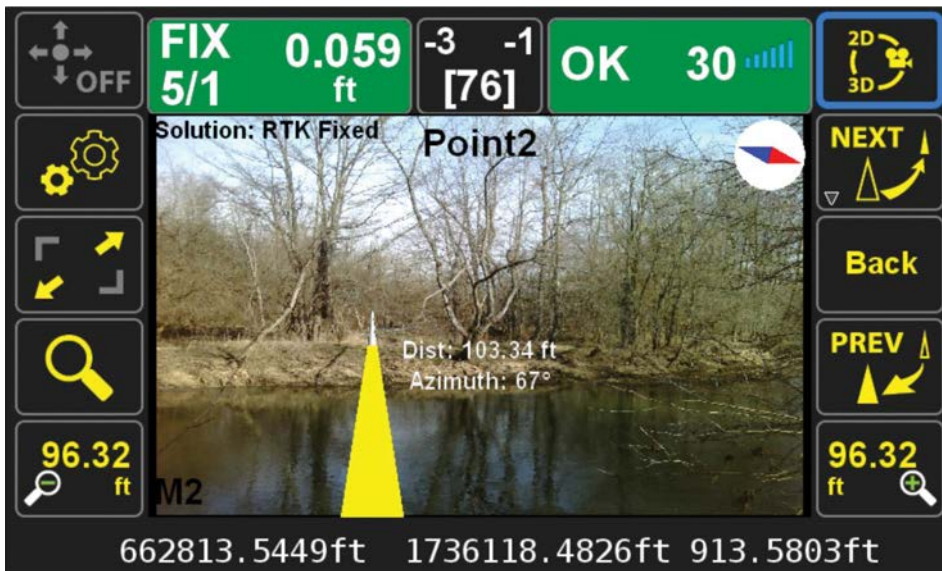 OFF
FIX 0.059
5/1 ft
-3 -1
[76]
OK 30
2D
3D
Solution: RTK Fixed
Point2
NEXT
Back
Dist: 103.34 ft
Azimuth: 67°
PREV
96.32
ft
M2
96.32
ft
662813.5449ft 1736118.4826ft 913.5803ft